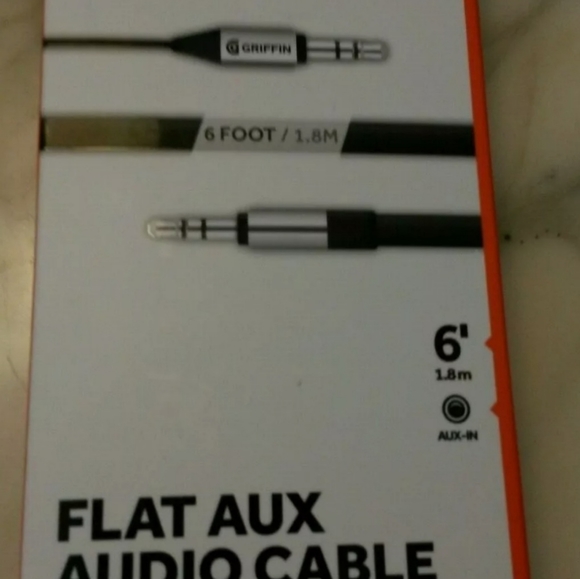 GRIFFIN
6 FOOT / 1.8M
6'
1.8m
AUX-IN
FLAT AUX
AUDIO CABLE